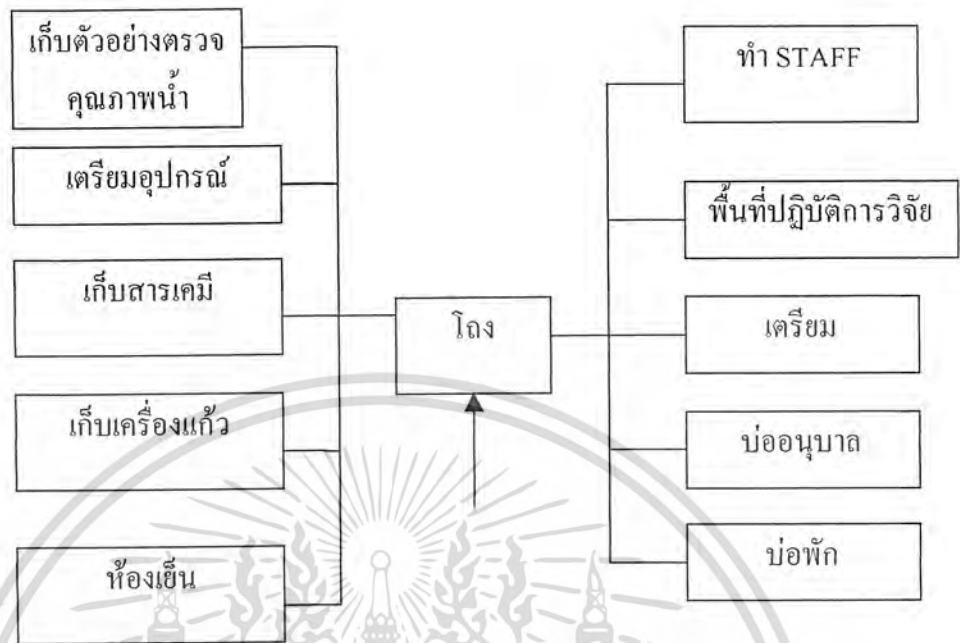 เก็บตัวอย่างตรวจ
คุณภาพน้ำ
เตรียมอุปกรณ์
เก็บสารเคมี
เก็บเครื่องแก้ว
ห้องเย็น
โถง
ทำ STAFF
พื้นที่ปฏิบัติการวิจัย
เตรียม
บ่ออนุบาล
บ่อพัก